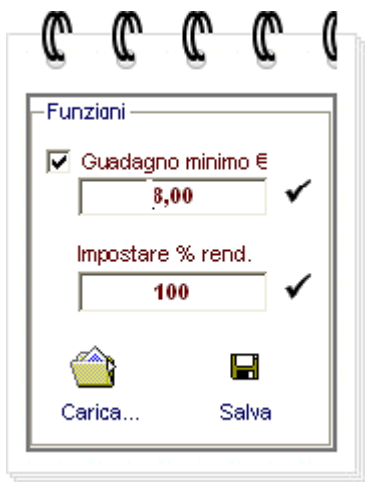 Funzioni
Guadagno minimo €
8,00
Impostare % rend.
100
Carica...
Salva